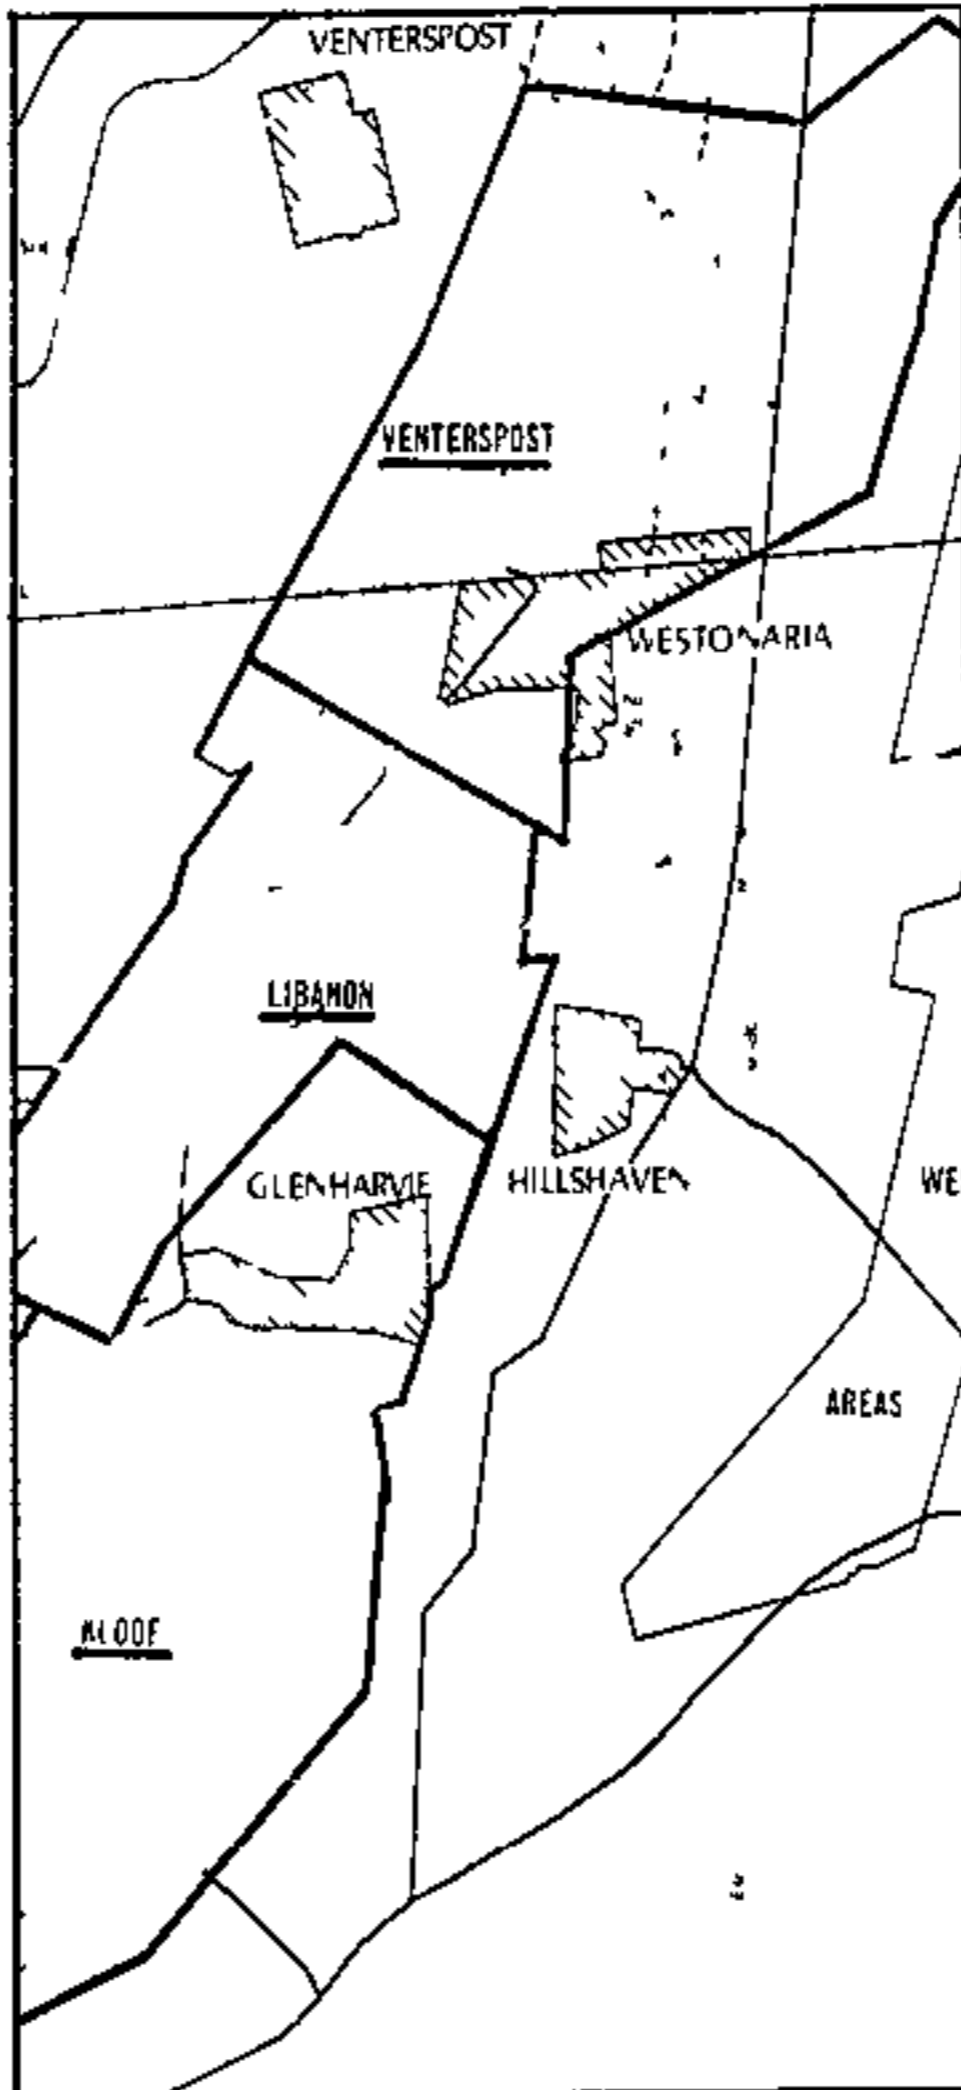 VENTERSPOST
VENTERSPOST
WESTONARIA
LIBANON
GLENHARVIE
HILLSHAVEN
WE
AREAS
KLOOF